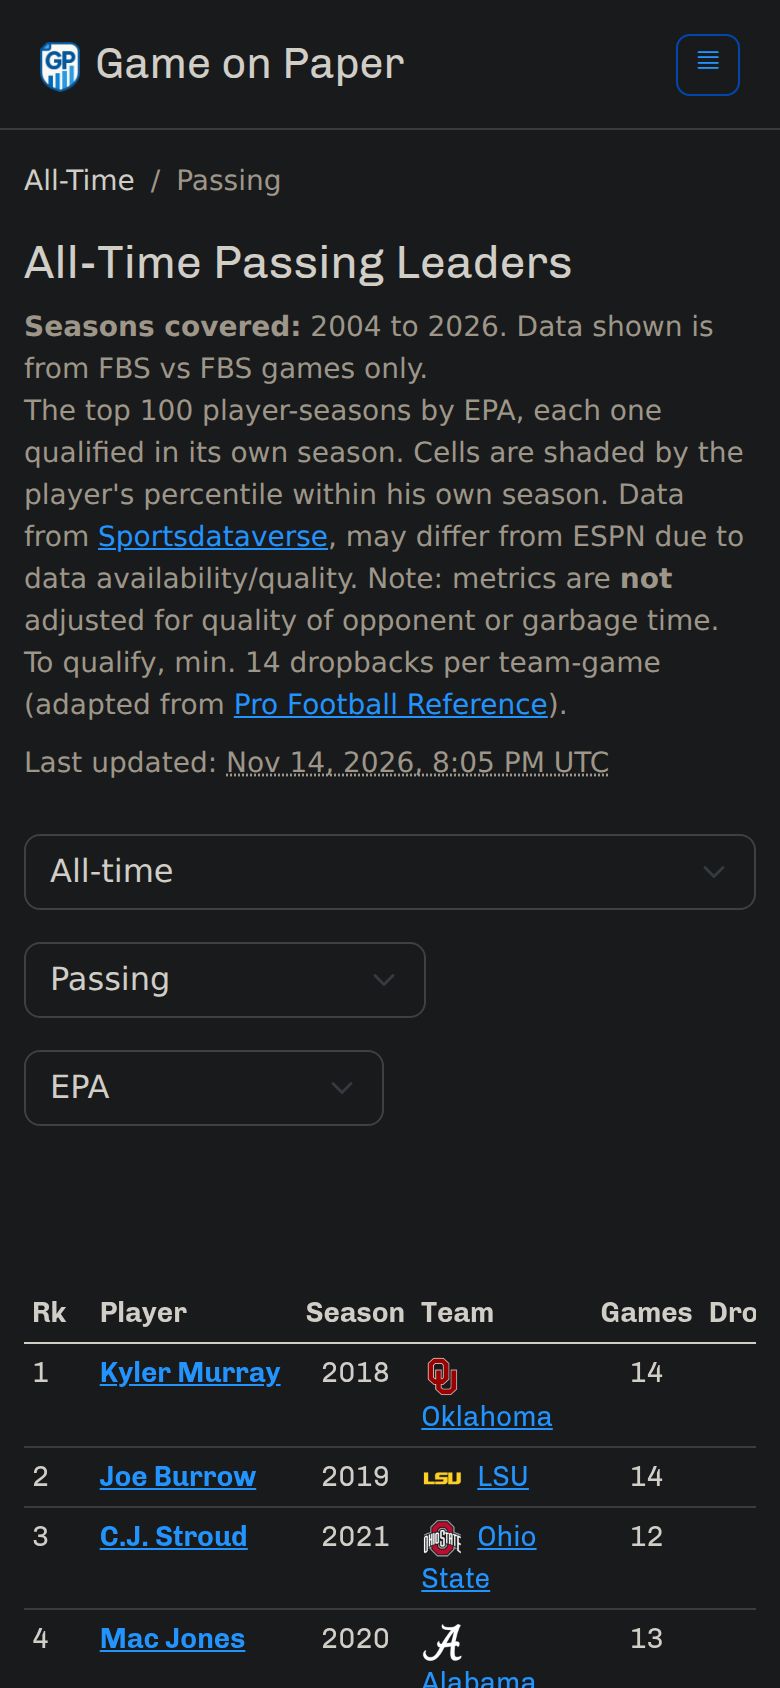 GP Game on Paper
All-Time / Passing
All-Time Passing Leaders
Seasons covered: 2004 to 2026. Data shown is
from FBS vs FBS games only.
The top 100 player-seasons by EPA, each one
qualified in its own season. Cells are shaded by the
player's percentile within his own season. Data
from Sportsdataverse, may differ from ESPN due to
data availability/quality. Note: metrics are not
adjusted for quality of opponent or garbage time.
To qualify, min. 14 dropbacks per team-game
(adapted from Pro Football Reference).
Last updated: Nov 14, 2026, 8:05 PM UTC
All-time
Passing
EPA
Rk Player Season Team Games Dro
1 Kyler Murray 2018 OU 14
Oklahoma
2 Joe Burrow 2019 LSU LSU 14
3 C.J. Stroud 2021 OHIO STATE Ohio 12
State
4 Mac Jones 2020 A 13
Alabama